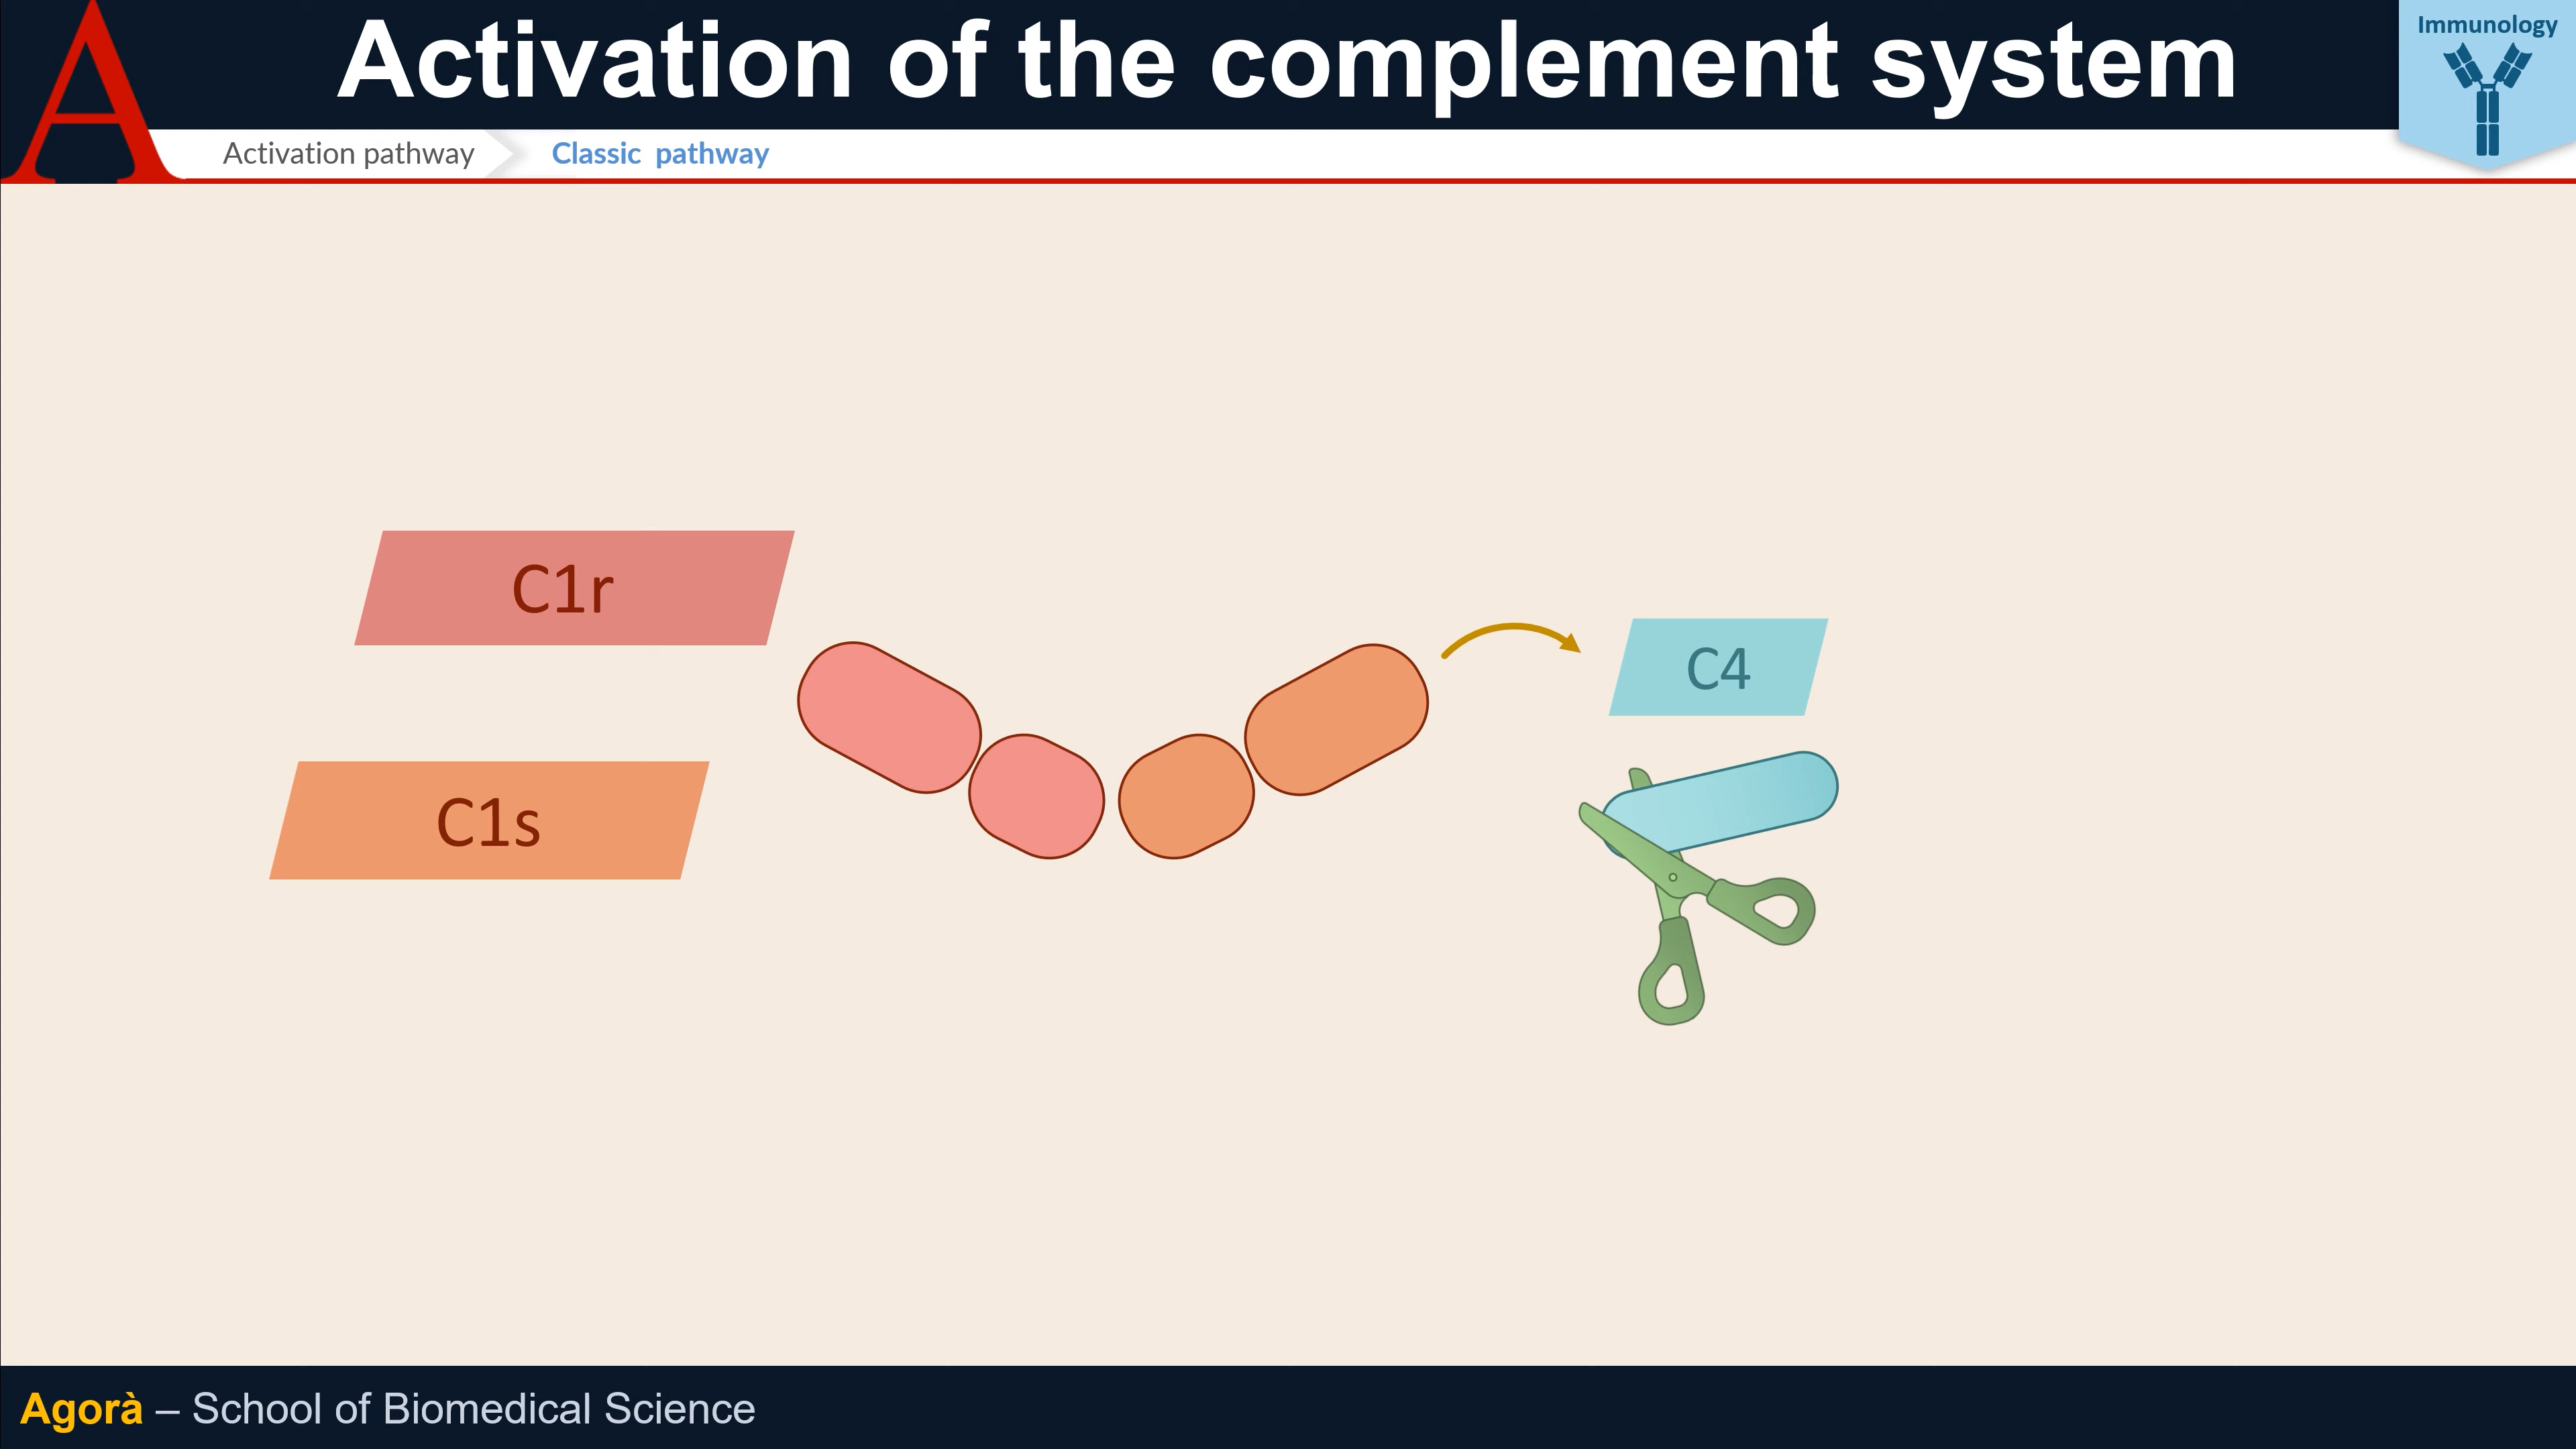 Activation of the complement system
Immunology
Activation pathway
Classic pathway
C1r
C4
C1s
Agorà – School of Biomedical Science